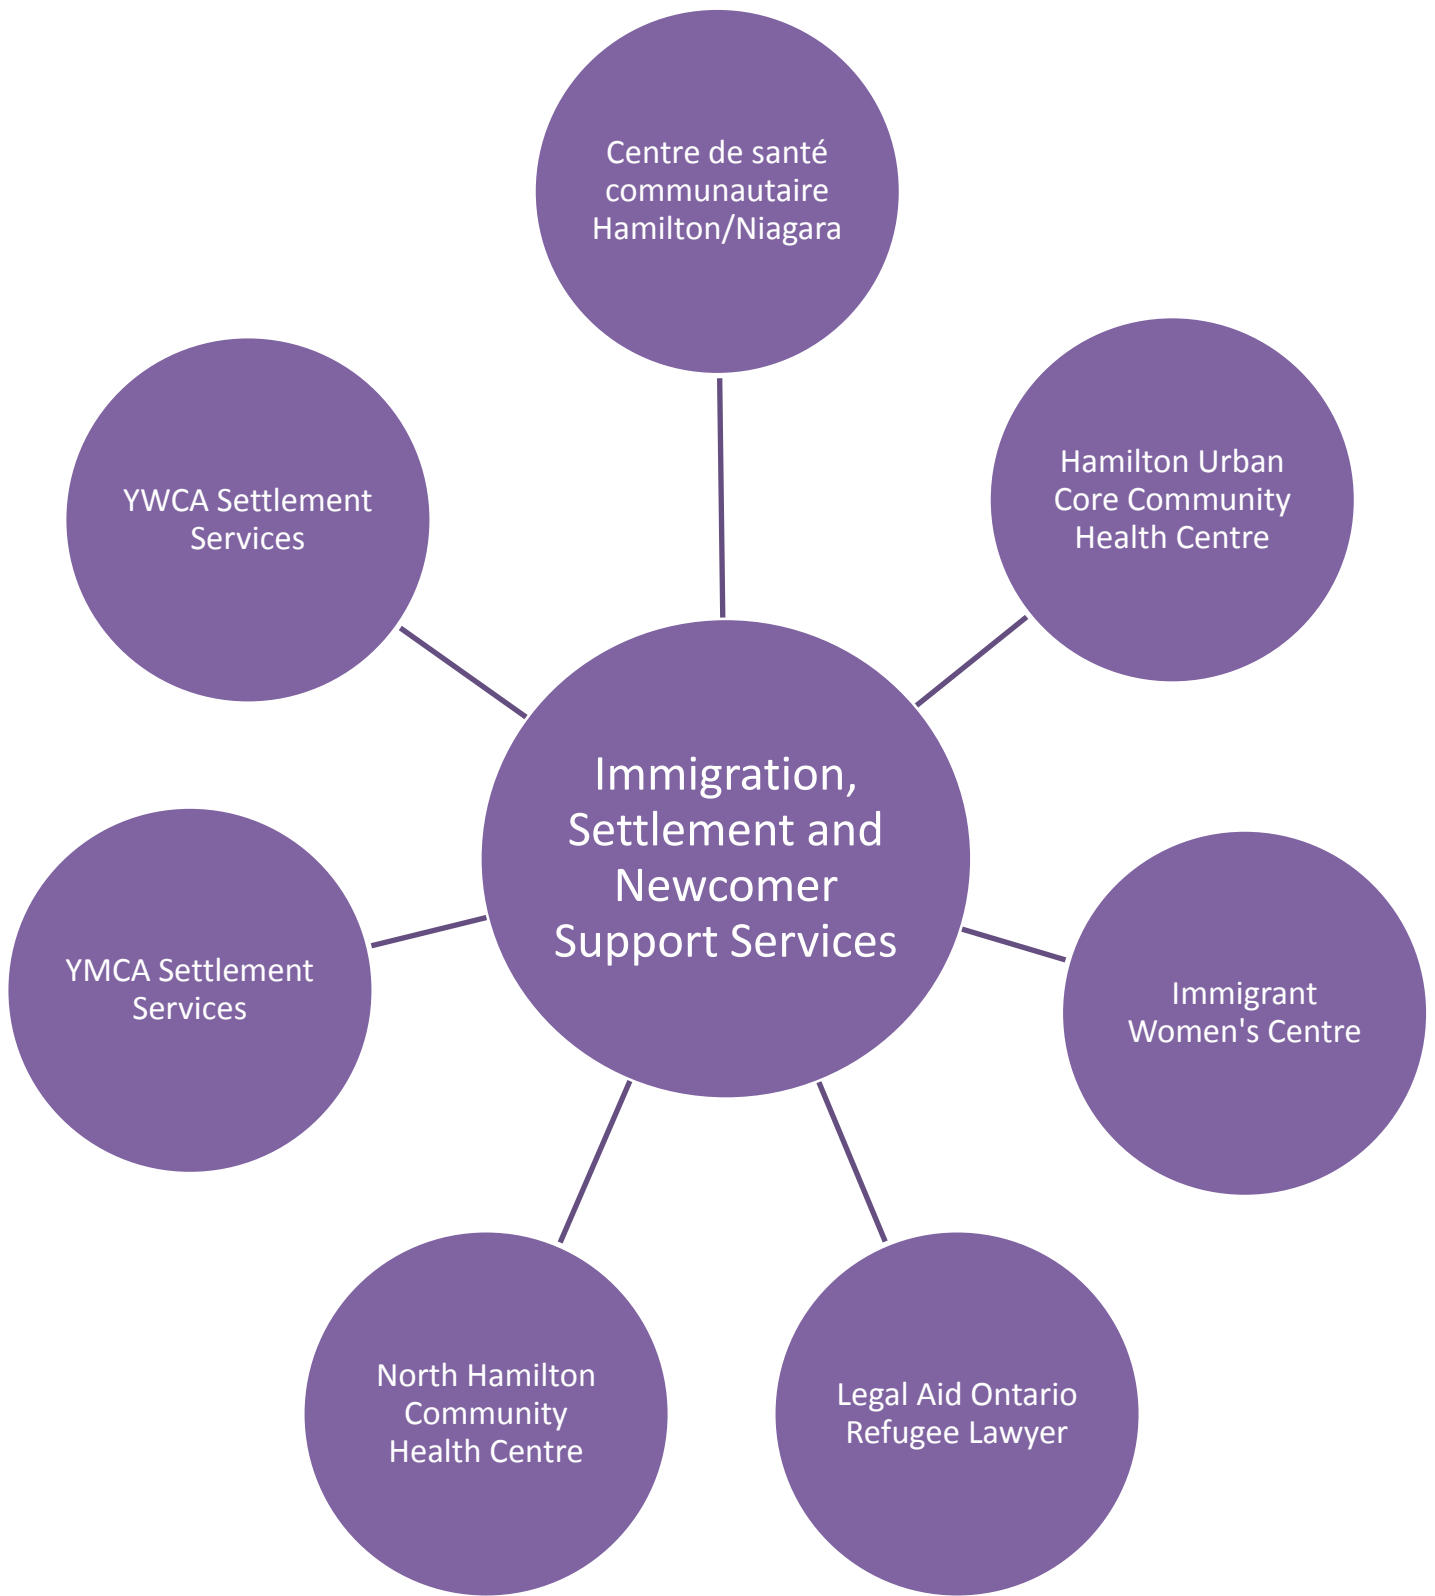 Centre de santé
communautaire
Hamilton/Niagara
Hamilton Urban
Core Community
Health Centre
YWCA Settlement
Services
Immigration,
Settlement and
Newcomer
Support Services
YMCA Settlement
Services
Immigrant
Women's Centre
North Hamilton
Community
Health Centre
Legal Aid Ontario
Refugee Lawyer